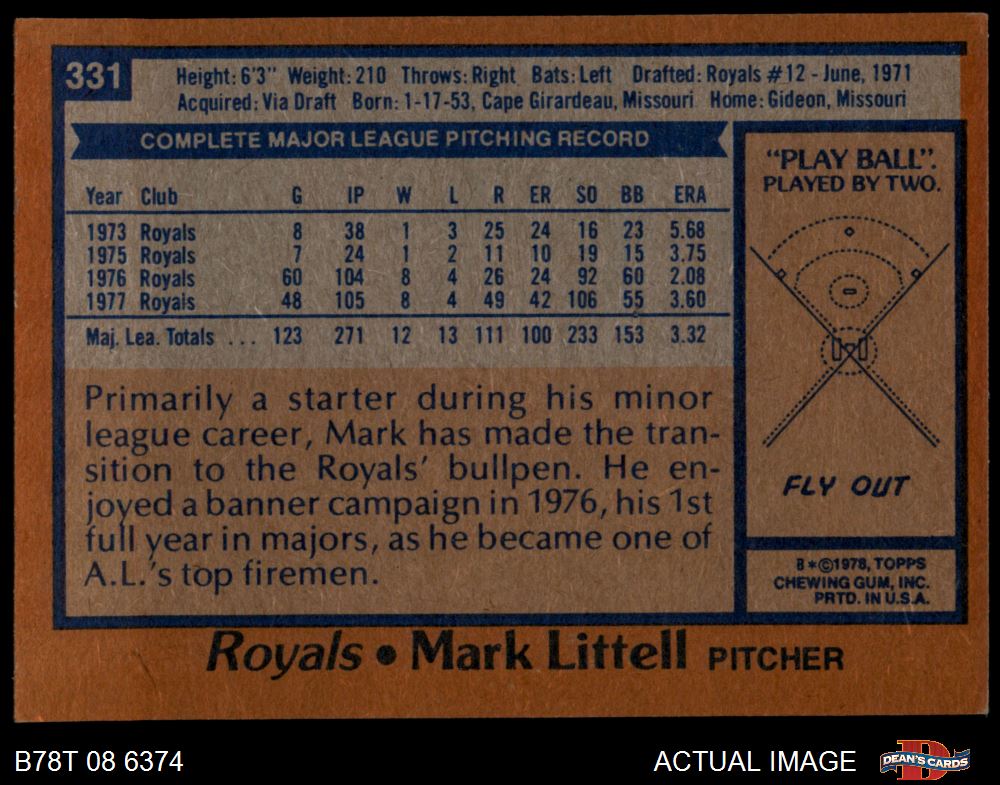 331
Height: 6'3" Weight: 210 Throws: Right Bats: Left Drafted: Royals #12 - June, 1971
Acquired: Via Draft Born: 1-17-53, Cape Girardeau, Missouri Home: Gideon, Missouri
COMPLETE MAJOR LEAGUE PITCHING RECORD
Year Club G IP W L R ER SO BB ERA
1973 Royals 8 38 1 3 25 24 16 23 5.68
1975 Royals 7 24 1 2 11 10 19 15 3.75
1976 Royals 60 104 8 4 26 24 92 60 2.08
1977 Royals 48 105 8 4 49 42 106 55 3.60
Maj. Lea. Totals ... 123 271 12 13 111 100 233 153 3.32
Primarily a starter during his minor
league career, Mark has made the tran-
sition to the Royals' bullpen. He en-
joyed a banner campaign in 1976, his 1st
full year in majors, as he became one of
A.L.'s top firemen.
"PLAY BALL".
PLAYED BY TWO.
FLY OUT
B*©1978, TOPPS
CHEWING GUM, INC.
PRTD. IN U.S.A.
Royals • Mark Littell PITCHER
B78T 08 6374
ACTUAL IMAGE
D
DEAN'S CARDS